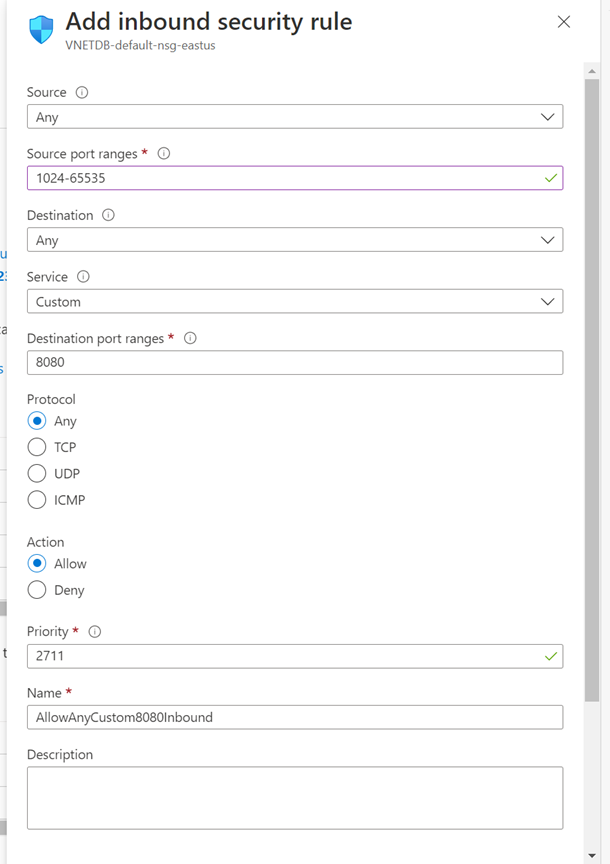 Add inbound security rule
VNETDB-default-nsg-eastus
Source
Any
Source port ranges *
1024-65535
Destination
Any
Service
Custom
Destination port ranges *
8080
Protocol
Any
TCP
UDP
ICMP
Action
Allow
Deny
Priority *
2711
Name *
AllowAnyCustom8080Inbound
Description